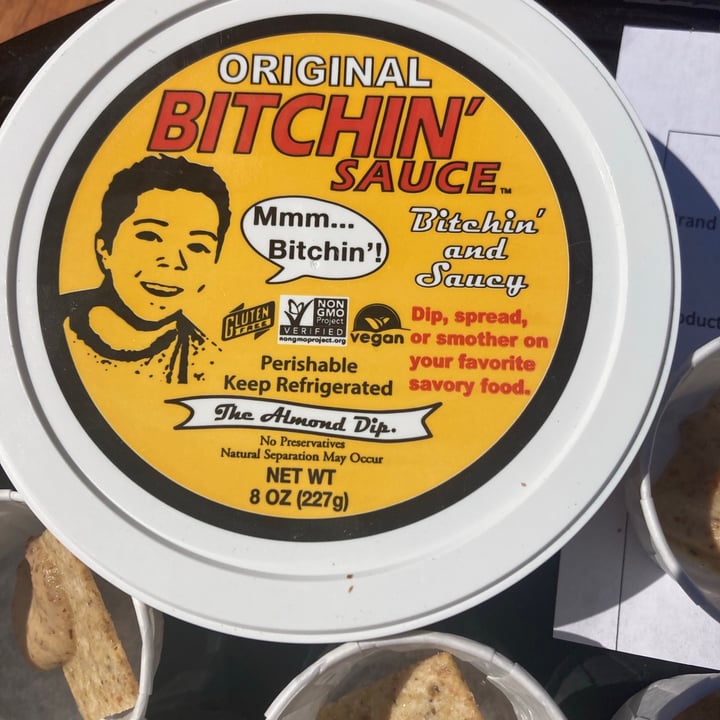 ORIGINAL
BITCHIN'
SAUCE™
Mmm...
Bitchin'!
Bitchin'
and
Saucy
GLUTEN
FREE
NON
GMO
Project
VERIFIED
nongmoproject.org
vegan
Dip, spread,
or smother on
your favorite
savory food.
Perishable
Keep Refrigerated
The Almond Dip.
No Preservatives
Natural Separation May Occur
NET WT
8 OZ (227g)